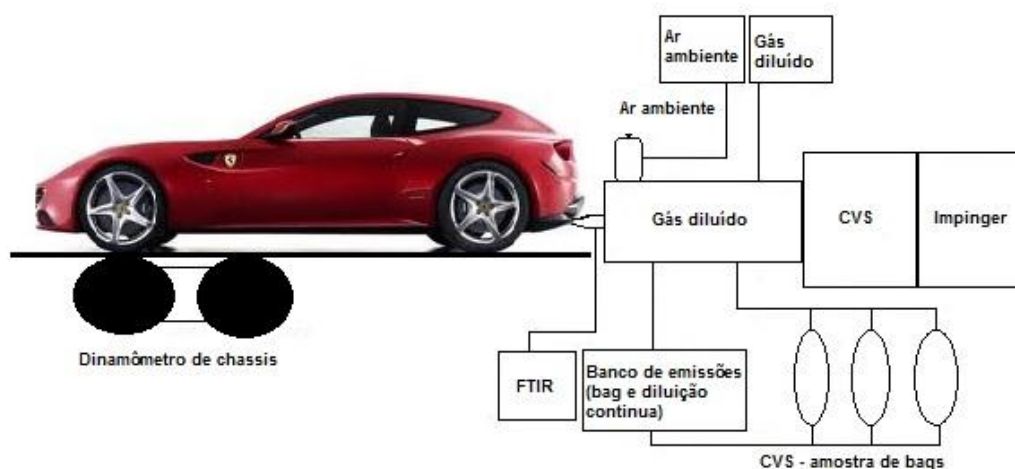 Ar
ambiente
Gás
diluído
Ar ambiente
Gás diluído
CVS
Impinger
Dinamômetro de chassis
FTIR
Banco de emissões
(bag e diluição
continua)
CVS - amostra de bags